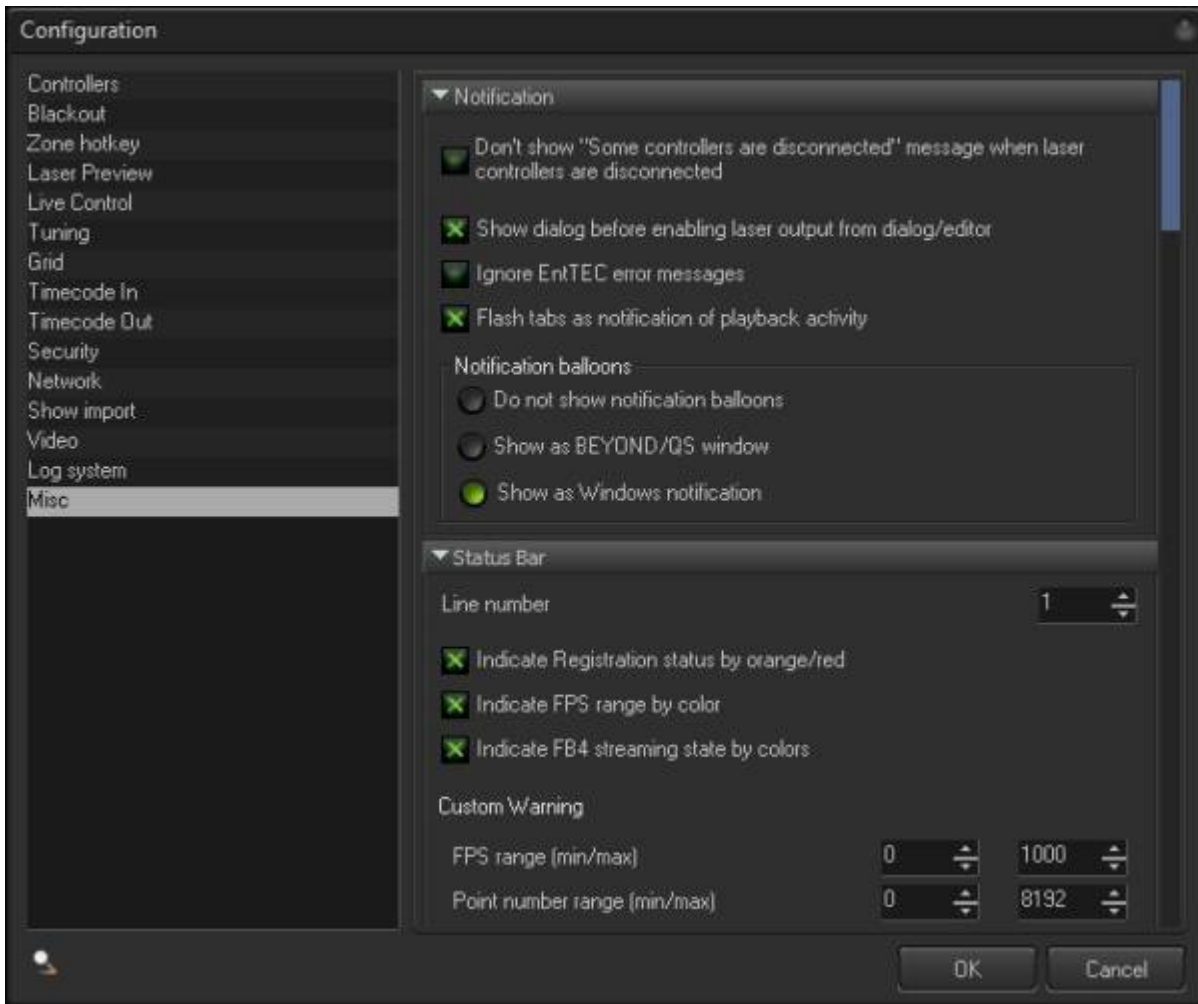 Configuration
Controllers
Blackout
Zone hotkey
Laser Preview
Live Control
Tuning
Grid
Timecode In
Timecode Out
Security
Network
Show import
Video
Log system
Misc
Notification
Don't show "Some controllers are disconnected" message when laser
controllers are disconnected
Show dialog before enabling laser output from dialog/editor
Ignore EntTEC error messages
Flash tabs as notification of playback activity
Notification balloons
Do not show notification balloons
Show as BEYOND/QS window
Show as Windows notification
Status Bar
Line number 1
Indicate Registration status by orange/red
Indicate FPS range by color
Indicate FB4 streaming state by colors
Custom Warning
FPS range (min/max) 0 1000
Point number range (min/max) 0 8192
OK Cancel